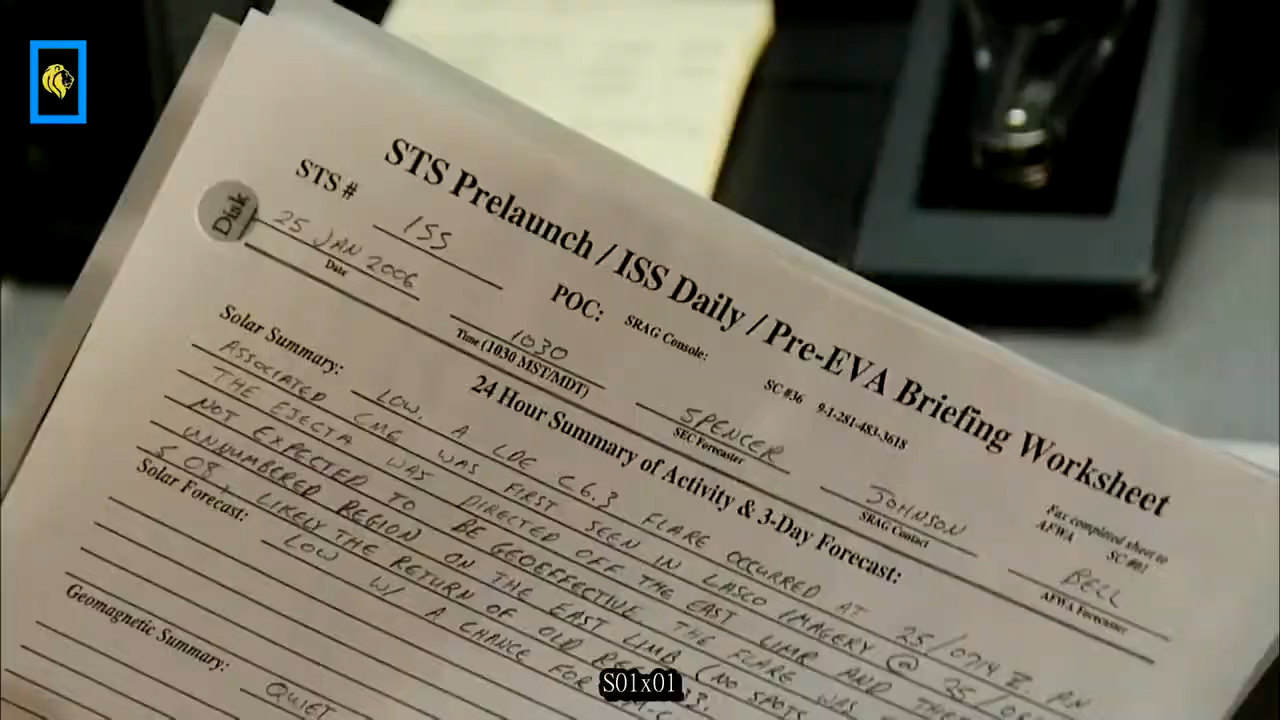 STS Prelaunch / ISS Daily / Pre-EVA Briefing Worksheet
STS # ISS
POC: SRAG Console: SC #36 9-1-281-483-3618
Fax completed sheet to
AFWA SC #01
Disk
25 JAN 2006
1030
SPENCER
JOHNSON
BELL
Date
Time (1030 MST/MDT)
SEC Forecaster
SRAG Contact
AFWA Forecaster
24 Hour Summary of Activity & 3-Day Forecast:
Solar Summary: LOW. A LDE C6.3 FLARE OCCURRED AT 25/0714 Z. AN
ASSOCIATED CME WAS FIRST SEEN IN LASCO IMAGERY @ 25/
THE EJECTA WAS DIRECTED OFF THE EAST LIMB AND
NOT EXPECTED TO BE GEOEFFECTIVE. THE FLARE WAS
UNNUMBERED REGION ON THE EAST LIMB (NO SPOTS
LIKELY THE RETURN OF OLD
Solar Forecast: LOW W/ A CHANCE FOR
Geomagnetic Summary: QUIET
S01x01